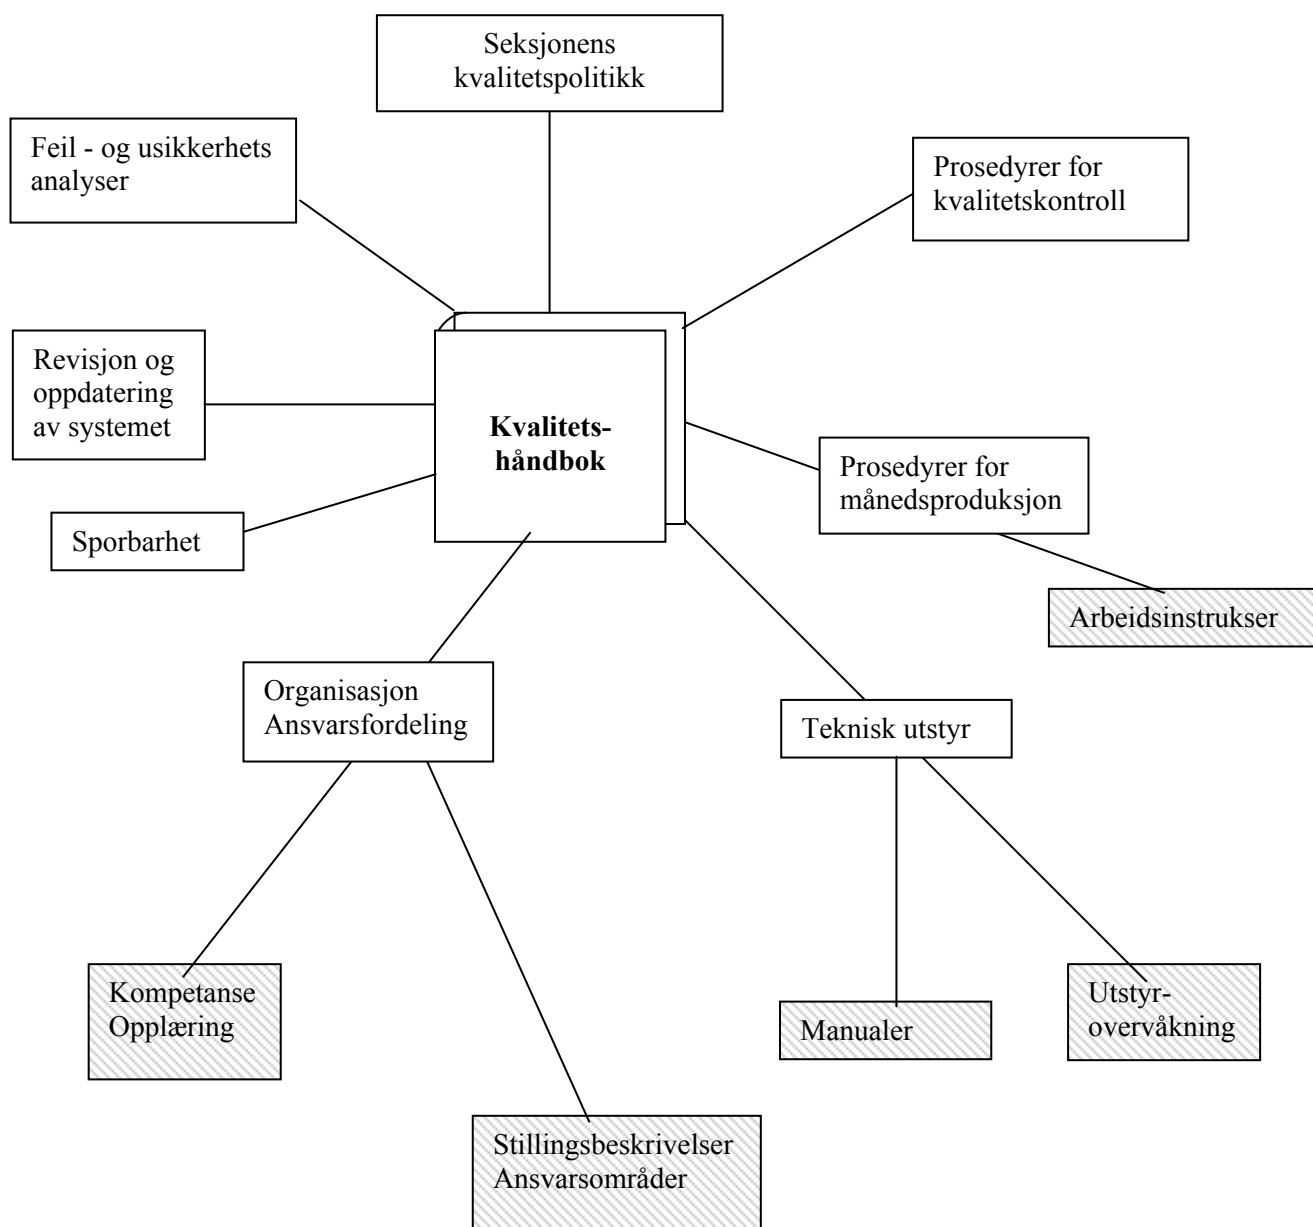 Seksjonens
kvalitetspolitikk
Feil - og usikkerhets
analyser
Prosedyrer for
kvalitetskontroll
Revisjon og
oppdatering
av systemet
Kvalitets-
håndbok
Prosedyrer for
månedsproduksjon
Sporbarhet
Arbeidsinstrukser
Organisasjon
Ansvarsfordeling
Teknisk utstyr
Kompetanse
Opplæring
Manualer
Utstyr-
overvåkning
Stillingsbeskrivelser
Ansvarsområder